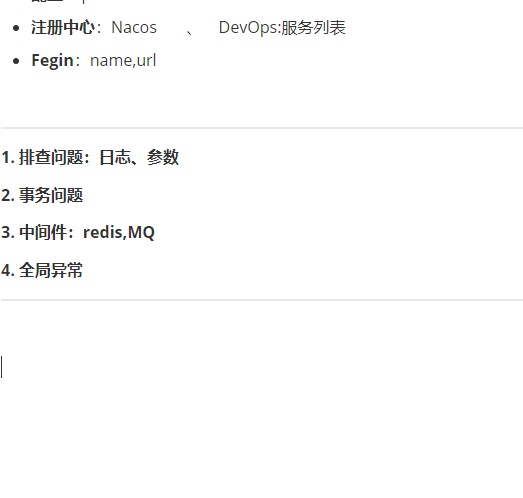 注册中心：Nacos 、 DevOps:服务列表
Fegin：name,url
1. 排查问题：日志、参数
2. 事务问题
3. 中间件：redis,MQ
4. 全局异常